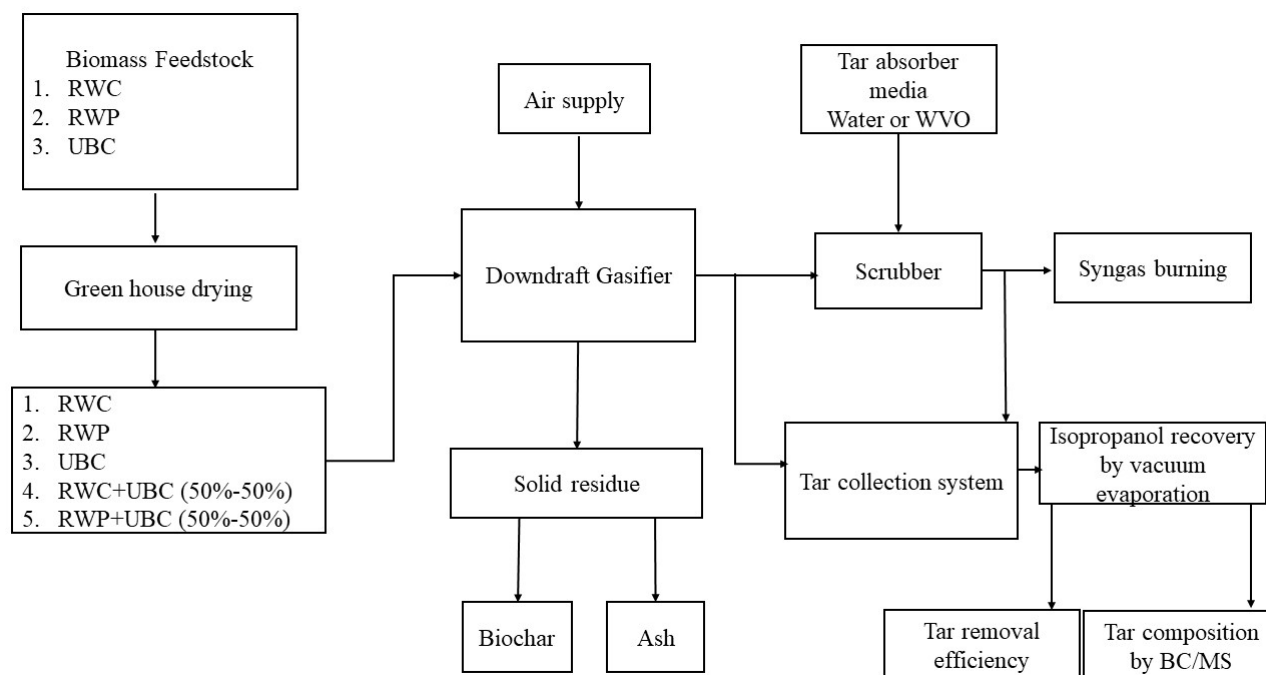 Biomass Feedstock
1. RWC
2. RWP
3. UBC
Green house drying
1. RWC
2. RWP
3. UBC
4. RWC+UBC (50%-50%)
5. RWP+UBC (50%-50%)
Air supply
Downdraft Gasifier
Solid residue
Biochar
Ash
Tar absorber
media
Water or WVO
Scrubber
Syngas burning
Tar collection system
Isopropanol recovery
by vacuum
evaporation
Tar removal
efficiency
Tar composition
by BC/MS